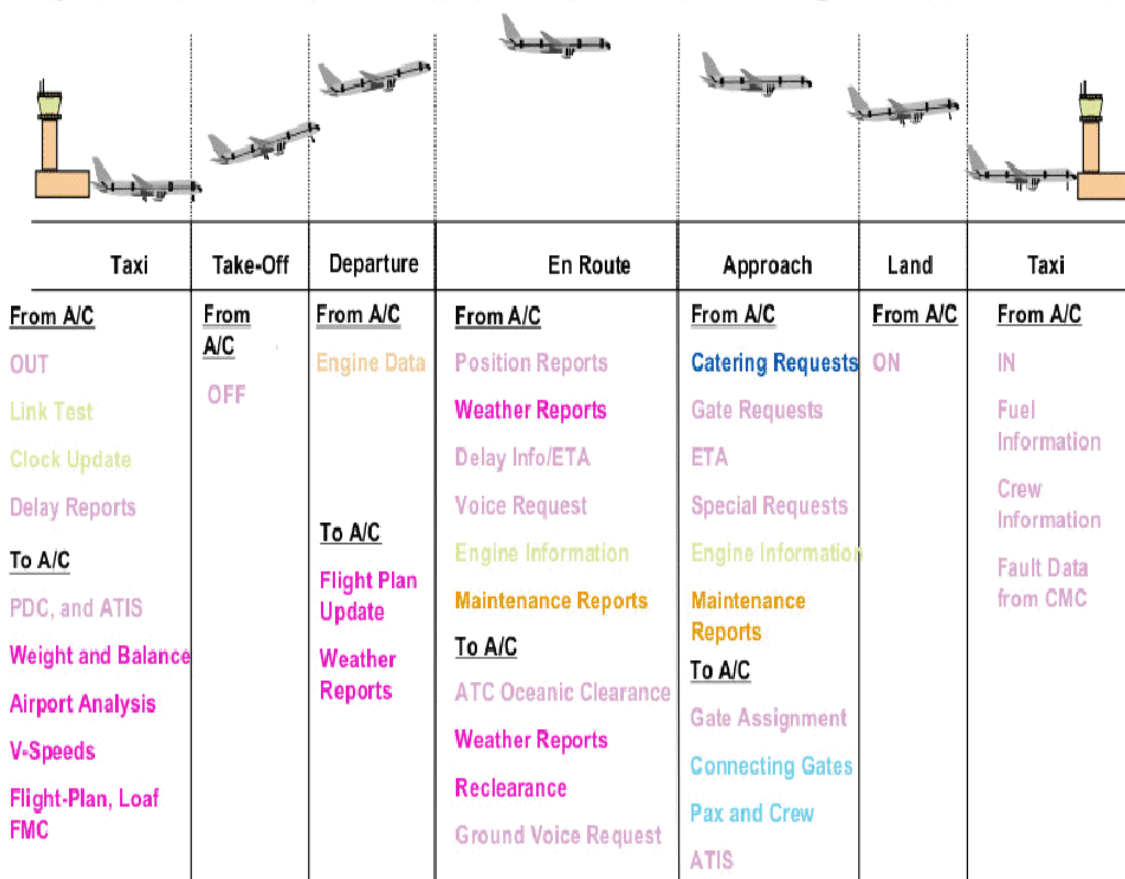 Taxi
Take-Off
Departure
En Route
Approach
Land
Taxi
From A/C
OUT
Link Test
Clock Update
Delay Reports
To A/C
PDC, and ATIS
Weight and Balance
Airport Analysis
V-Speeds
Flight-Plan, Loaf
FMC
From
A/C
OFF
From A/C
Engine Data
To A/C
Flight Plan
Update
Weather
Reports
From A/C
Position Reports
Weather Reports
Delay Info/ETA
Voice Request
Engine Information
Maintenance Reports
To A/C
ATC Oceanic Clearance
Weather Reports
Reclearance
Ground Voice Request
From A/C
Catering Requests
Gate Requests
ETA
Special Requests
Engine Information
Maintenance
Reports
To A/C
Gate Assignment
Connecting Gates
Pax and Crew
ATIS
From A/C
ON
From A/C
IN
Fuel
Information
Crew
Information
Fault Data
from CMC